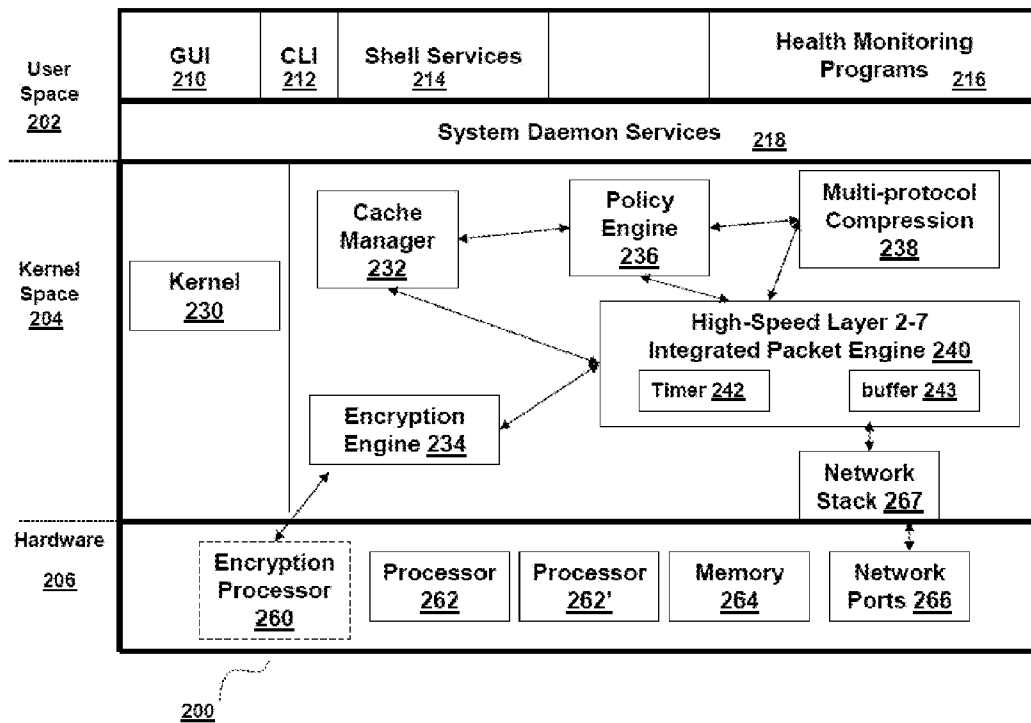 User
Space
202
GUI
210
CLI
212
Shell Services
214
Health Monitoring
Programs 216
System Daemon Services 218
Kernel
Space
204
Kernel
230
Cache
Manager
232
Policy
Engine
236
Multi-protocol
Compression
238
High-Speed Layer 2-7
Integrated Packet Engine 240
Timer 242
buffer 243
Encryption
Engine 234
Network
Stack 267
Hardware
206
Encryption
Processor
260
Processor
262
Processor
262'
Memory
264
Network
Ports 266
200